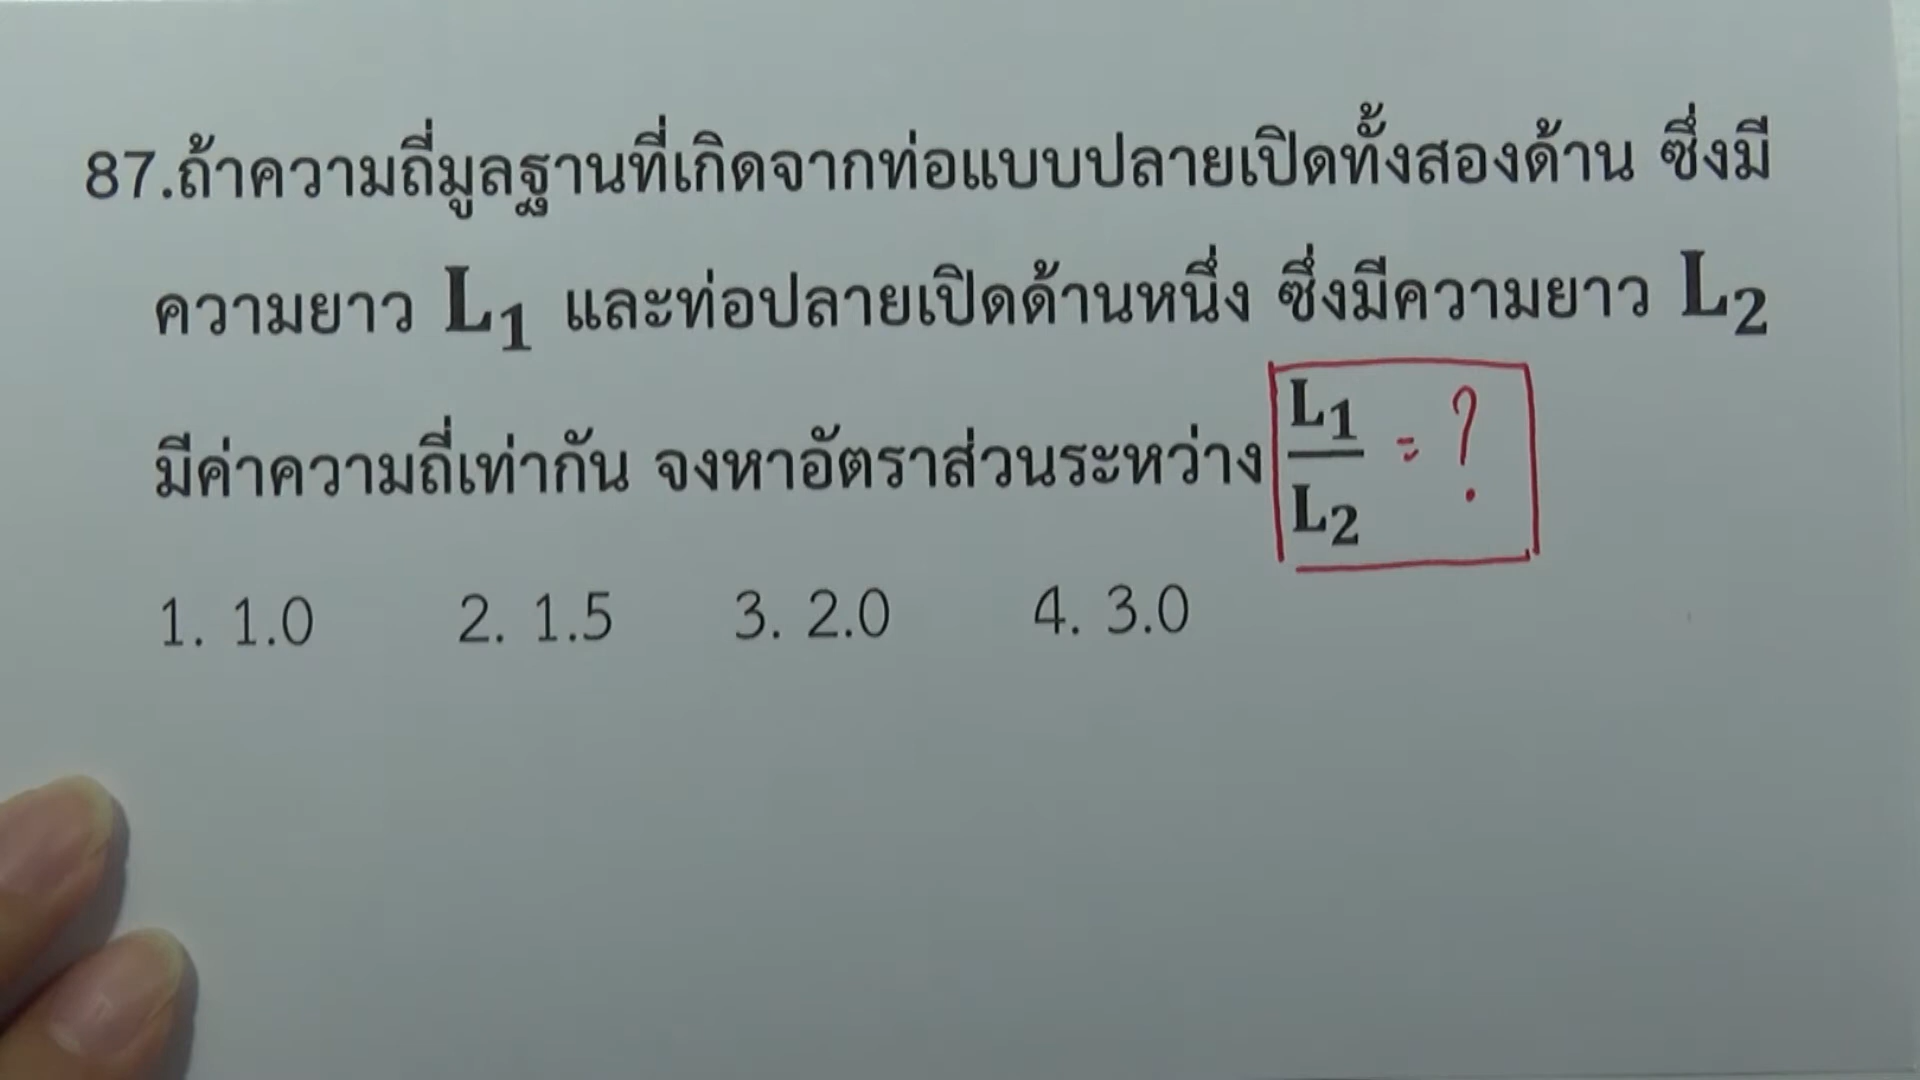 87.ถ้าความถี่มูลฐานที่เกิดจากท่อแบบปลายเปิดทั้งสองด้าน ซึ่งมี
ความยาว L₁ และท่อปลายเปิดด้านหนึ่ง ซึ่งมีความยาว L₂
มีค่าความถี่เท่ากัน จงหาอัตราส่วนระหว่าง L₁/L₂ = ?
1. 1.0 2. 1.5 3. 2.0 4. 3.0